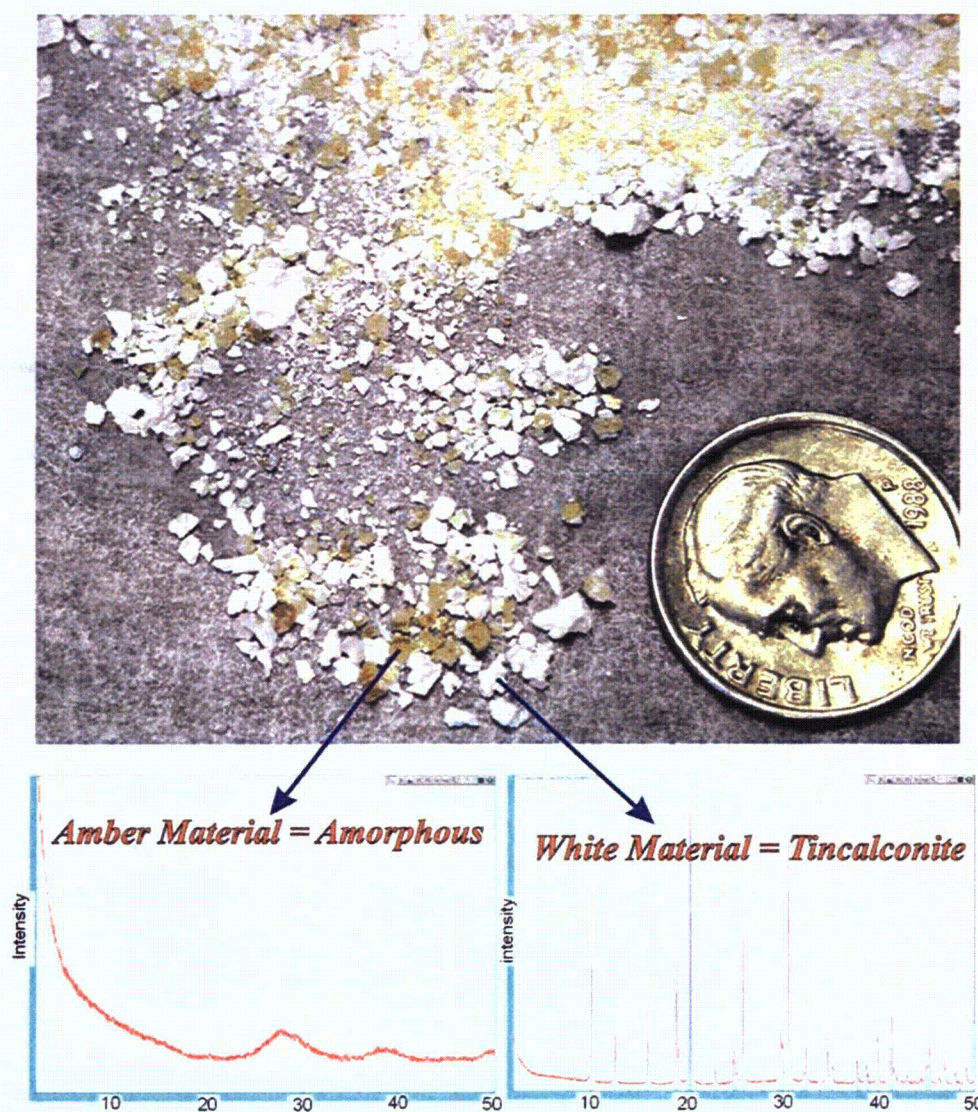 LIBERTY
IN GOD
WE TRUST
P
1988
Amber Material = Amorphous
White Material = Tincalconite
Intensity
intensity
10 20 30 40 50
10 20 30 40 50